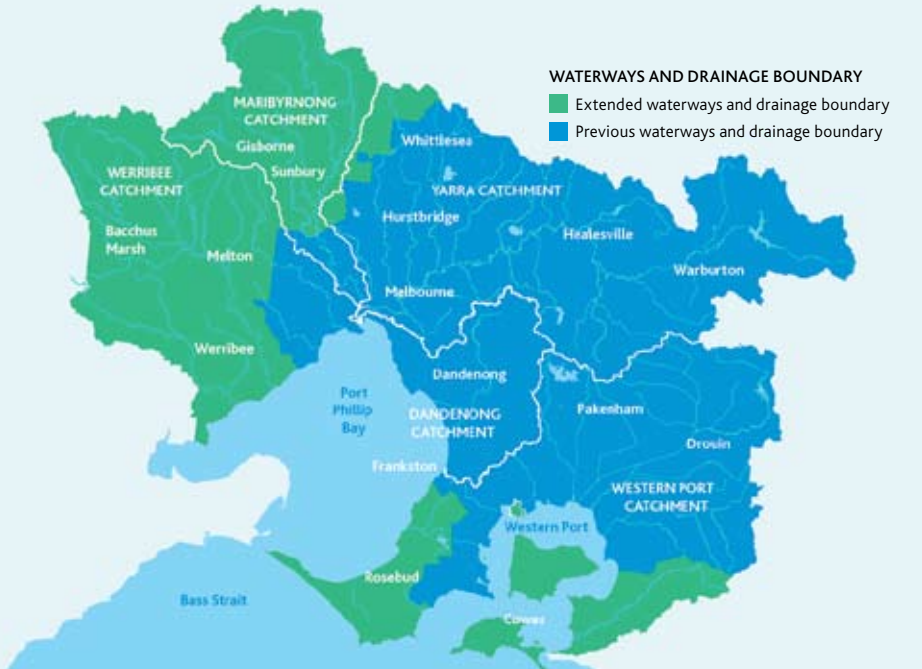 WATERWAYS AND DRAINAGE BOUNDARY
Extended waterways and drainage boundary
Previous waterways and drainage boundary
MARIBYRNONG
CATCHMENT
Gisborne
Sunbury
Whittlesea
WERRIBEE
CATCHMENT
YARRA CATCHMENT
Hurstbridge
Bacchus
Marsh
Melton
Healesville
Warburton
Melbourne
Werribee
Dandenong
Port
Phillip
Bay
DANDENONG
CATCHMENT
Pakenham
Drouin
Frankston
WESTERN PORT
CATCHMENT
Western Port
Rosebud
Bass Strait
Cowes